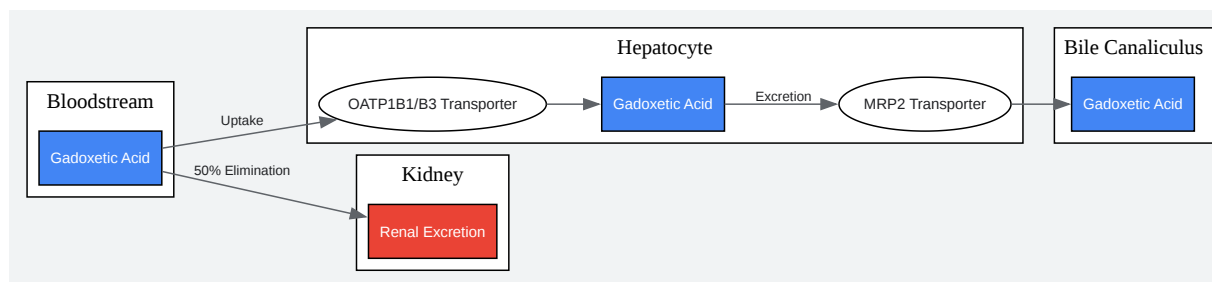 Bloodstream
Gadoxetic Acid
Uptake
50% Elimination
Hepatocyte
OATP1B1/B3 Transporter
Gadoxetic Acid
Excretion
MRP2 Transporter
Bile Canaliculus
Gadoxetic Acid
Kidney
Renal Excretion